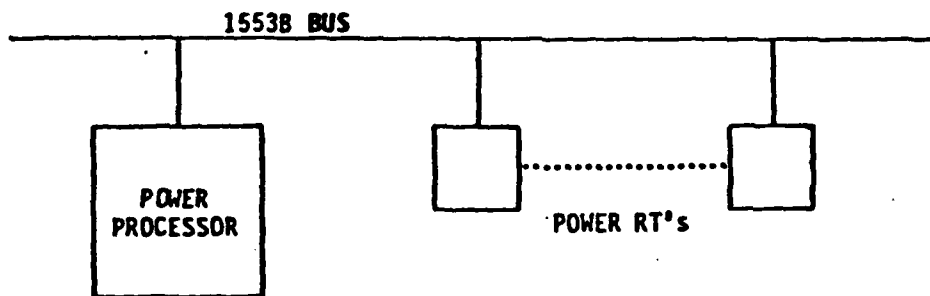 1553B BUS
POWER
PROCESSOR
POWER RT's